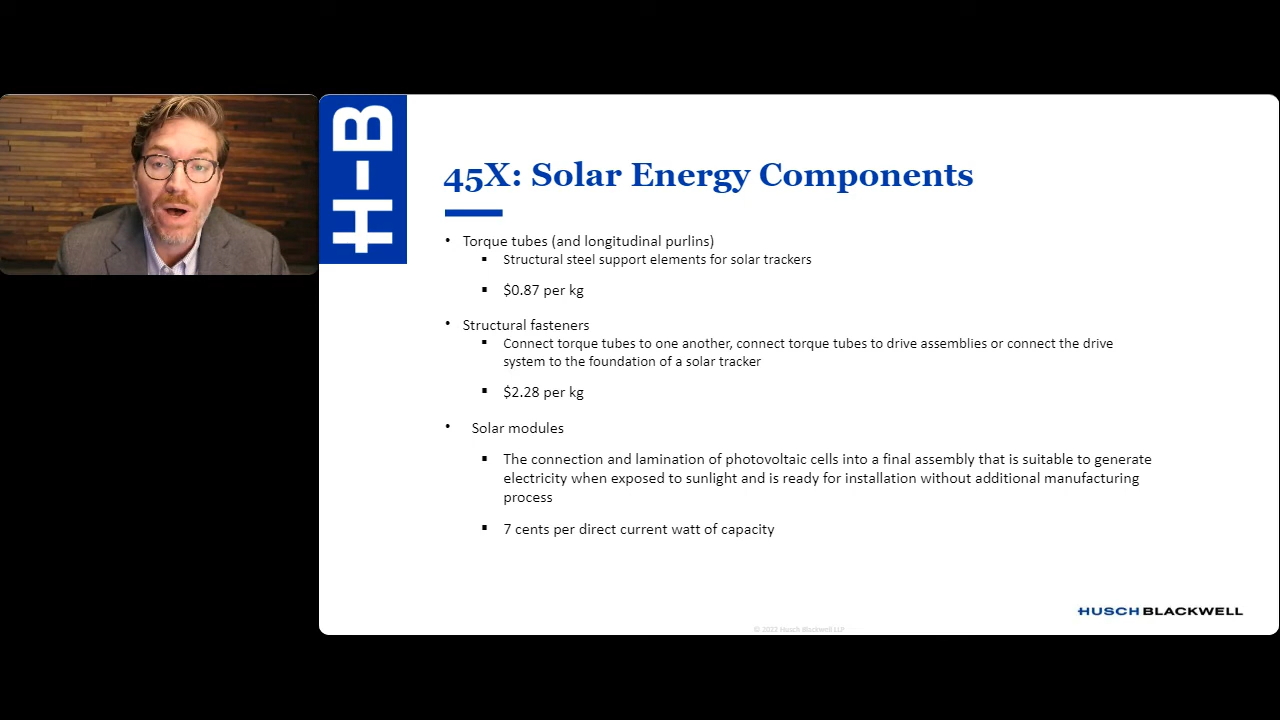 H-B
45X: Solar Energy Components
• Torque tubes (and longitudinal purlins)
▪ Structural steel support elements for solar trackers
▪ $0.87 per kg
• Structural fasteners
▪ Connect torque tubes to one another, connect torque tubes to drive assemblies or connect the drive
system to the foundation of a solar tracker
▪ $2.28 per kg
• Solar modules
▪ The connection and lamination of photovoltaic cells into a final assembly that is suitable to generate
electricity when exposed to sunlight and is ready for installation without additional manufacturing
process
▪ 7 cents per direct current watt of capacity
HUSCH BLACKWELL
© 2022 Husch Blackwell LLP